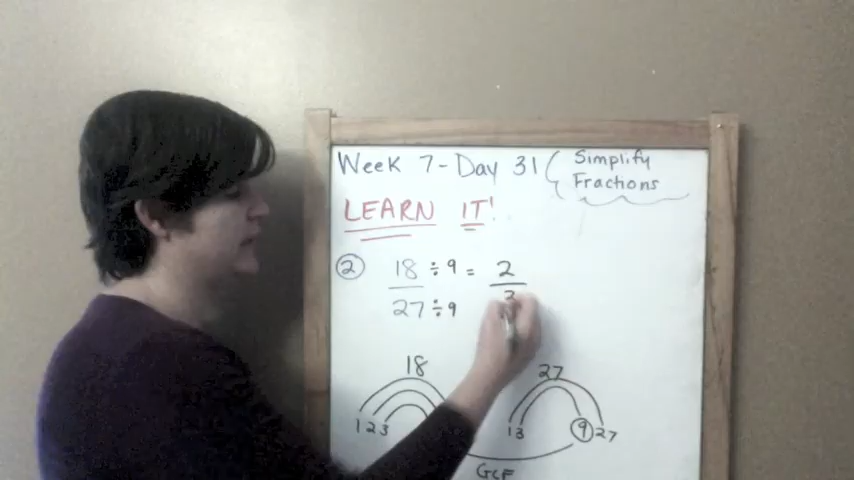 Week 7-Day 31
Simplify
Fractions
LEARN IT!
2 18 ÷ 9 = 2
27 ÷ 9 3
18 27
1 2 3 1 3 9 27
GCF